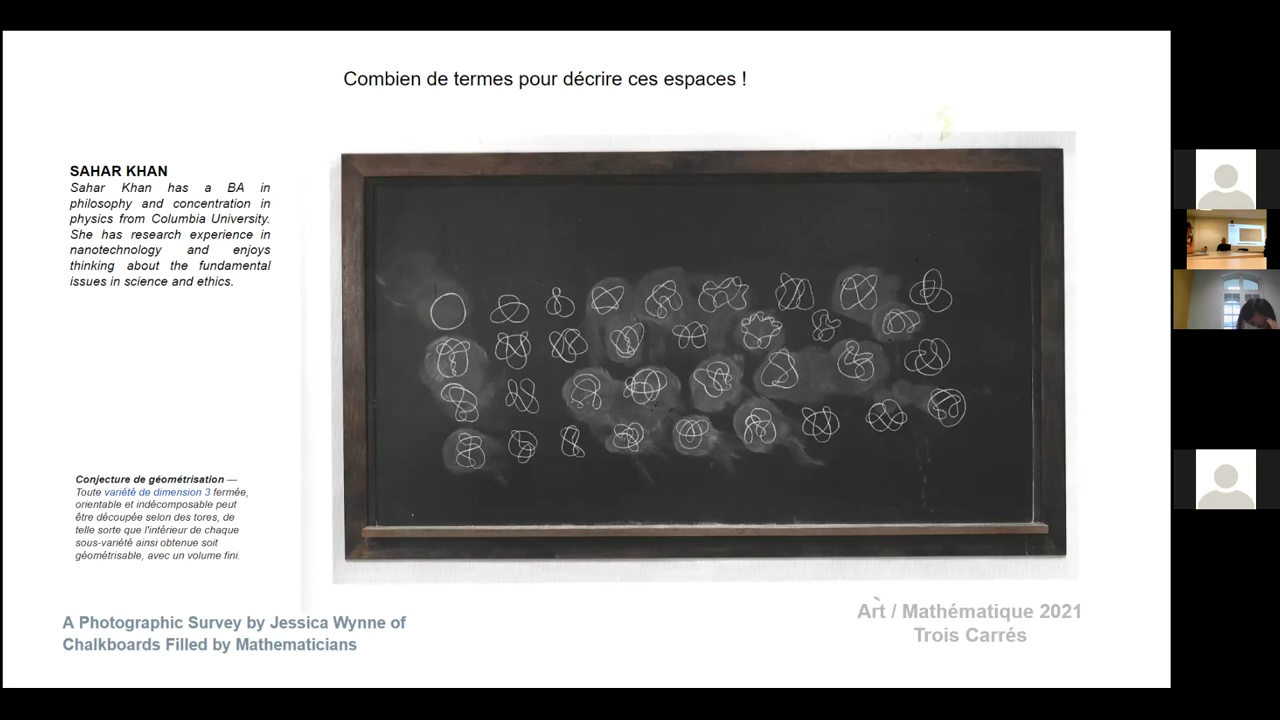 Combien de termes pour décrire ces espaces !
SAHAR KHAN
Sahar Khan has a BA in
philosophy and concentration in
physics from Columbia University.
She has research experience in
nanotechnology and enjoys
thinking about the fundamental
issues in science and ethics.
Conjecture de géométrisation —
Toute variété de dimension 3 fermée,
orientable et indécomposable peut
être découpée selon des tores, de
telle sorte que l'intérieur de chaque
sous-variété ainsi obtenue soit
géométrisable, avec un volume fini.
A Photographic Survey by Jessica Wynne of
Chalkboards Filled by Mathematicians
Art / Mathématique 2021
Trois Carrés